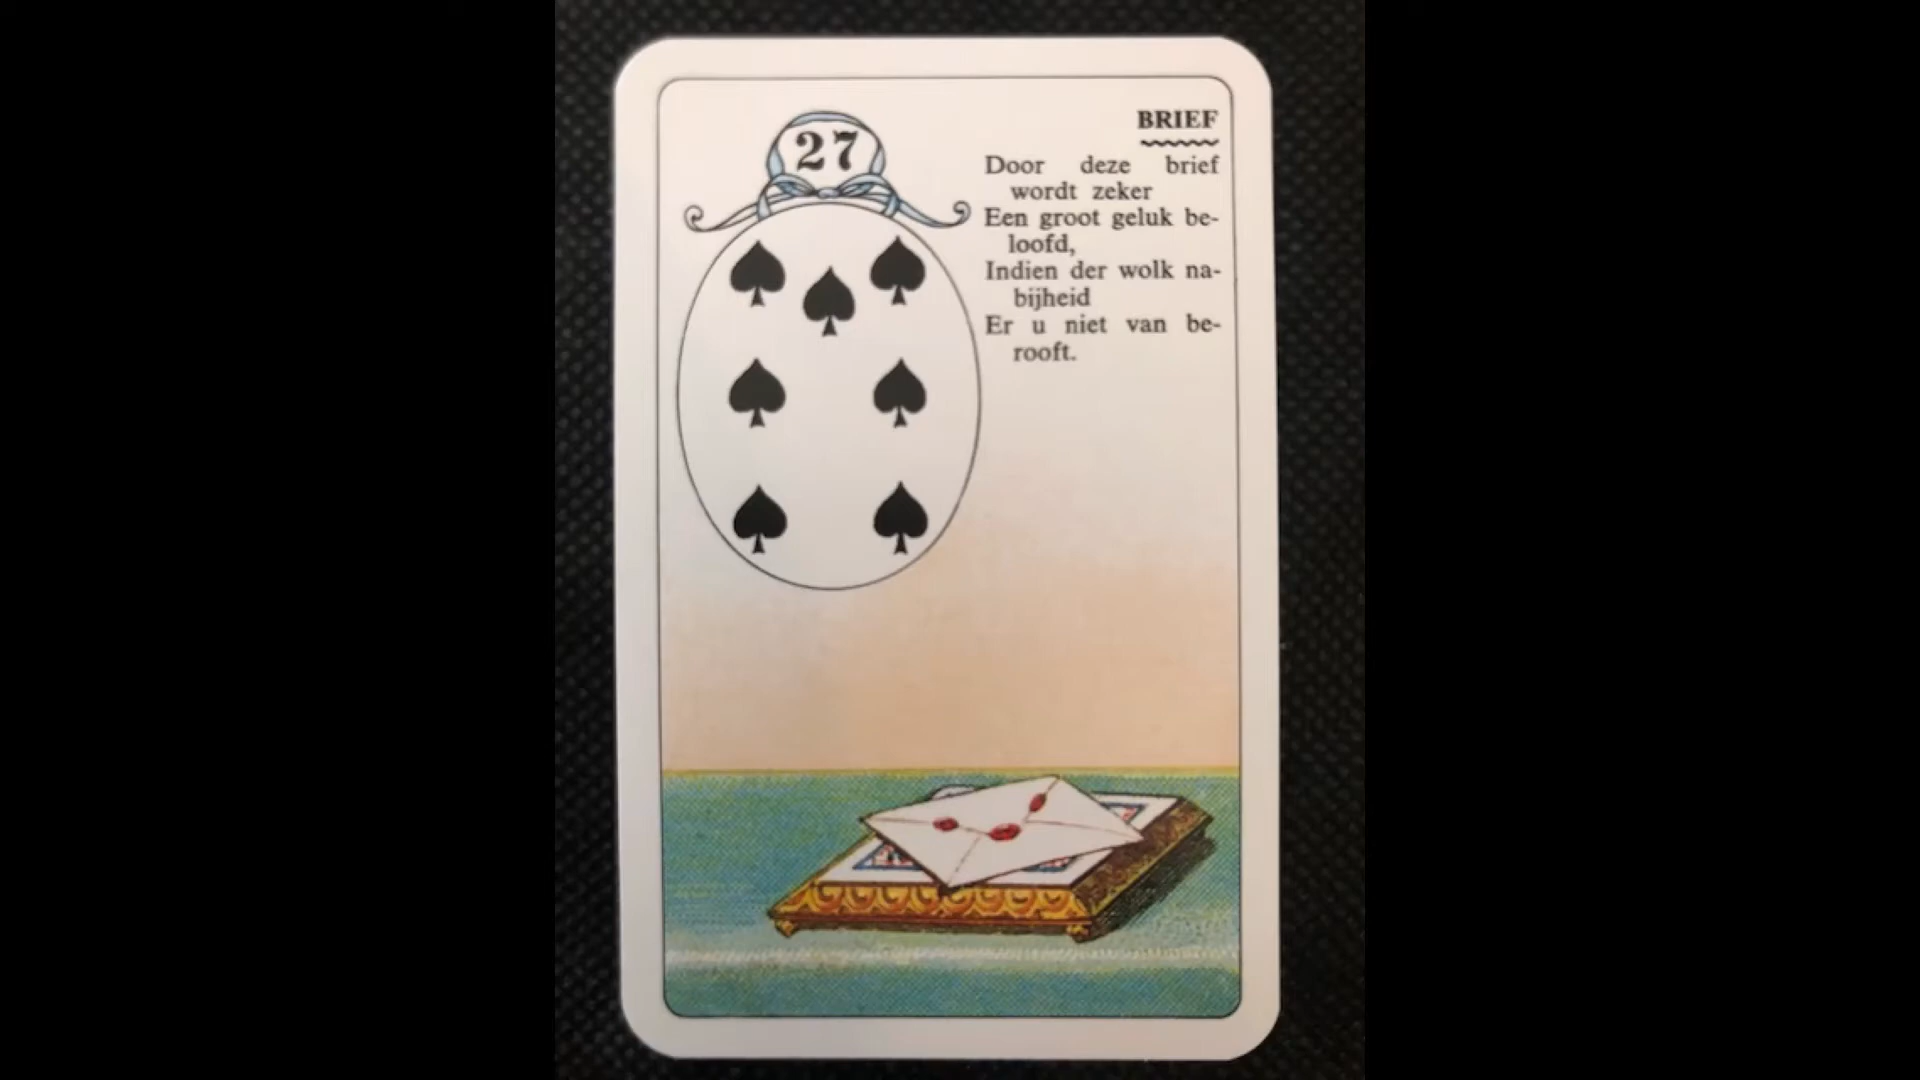 27
BRIEF
Door deze brief
wordt zeker
Een groot geluk be-
loofd,
Indien der wolk na-
bijheid
Er u niet van be-
rooft.